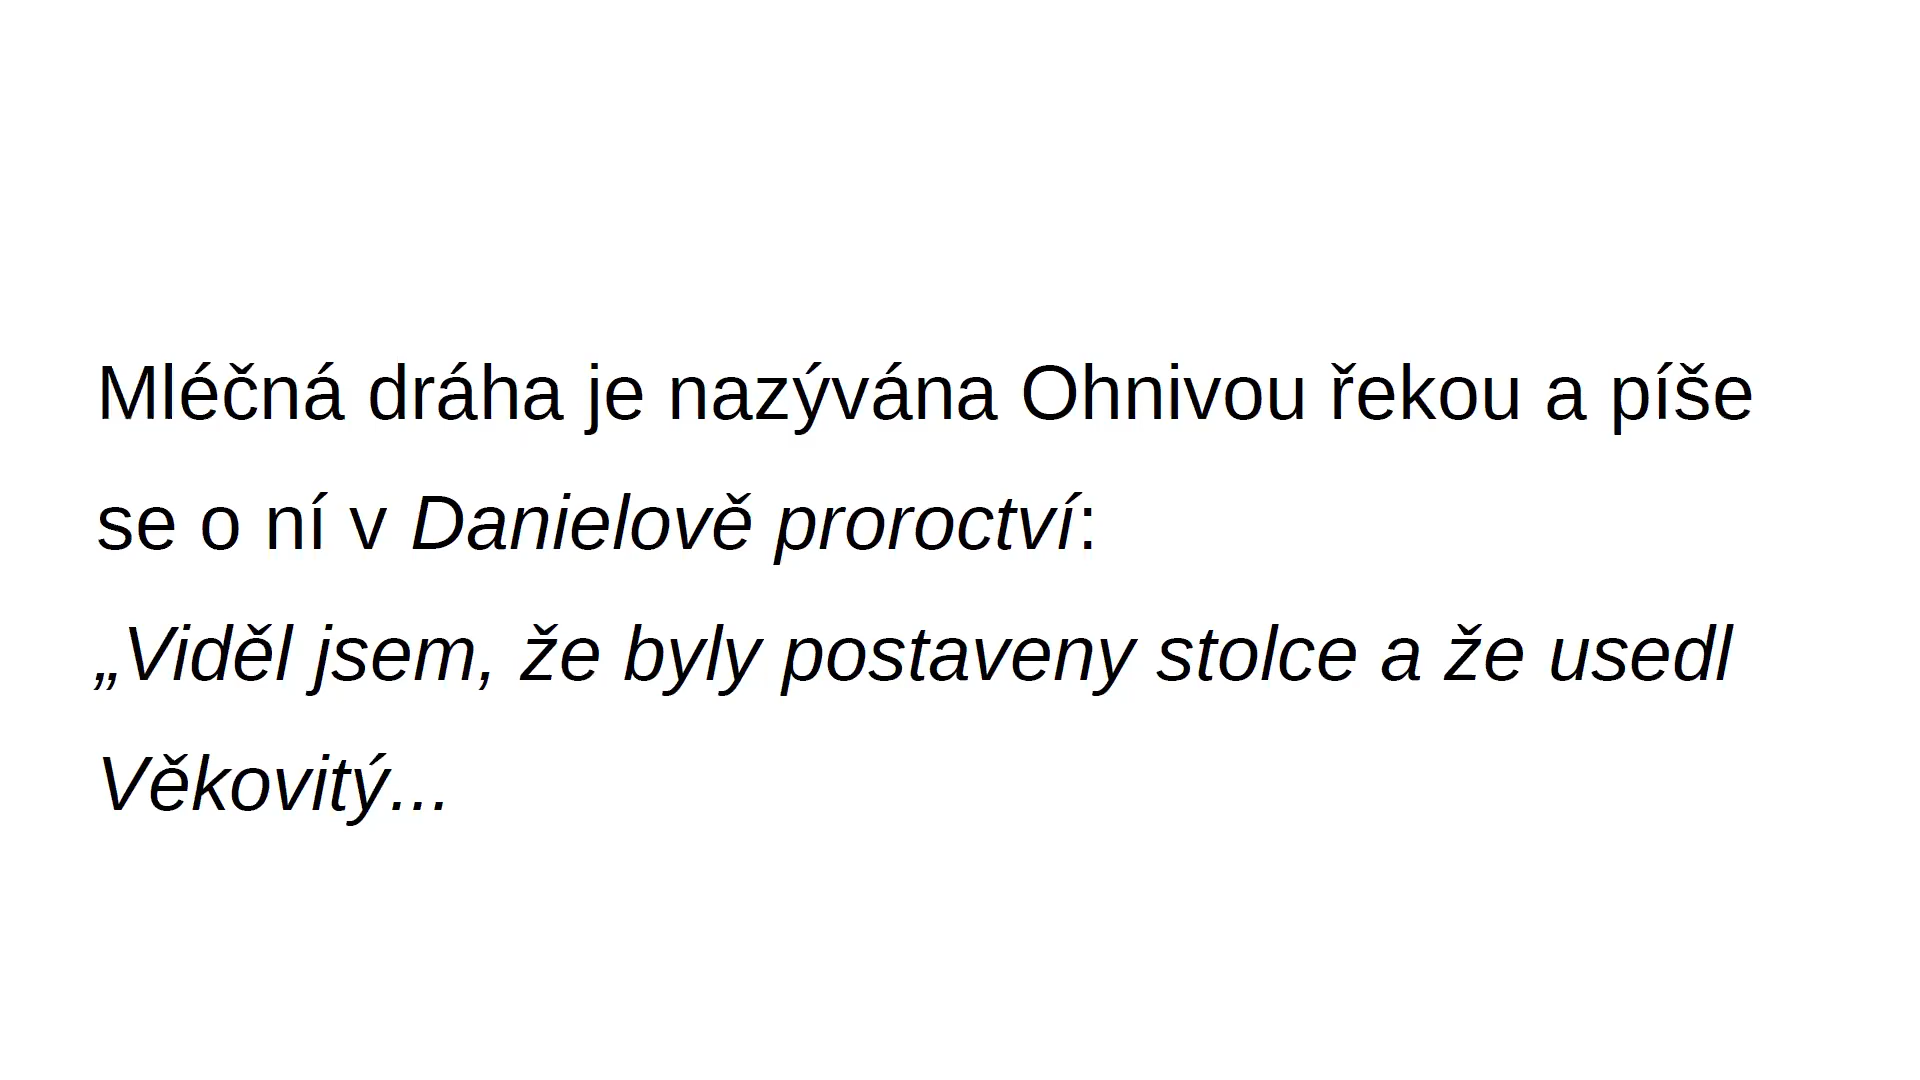 Mléčná dráha je nazývána Ohnivou řekou a píše
se o ní v Danielově proroctví:
„Viděl jsem, že byly postaveny stolce a že usedl
Věkovitý...